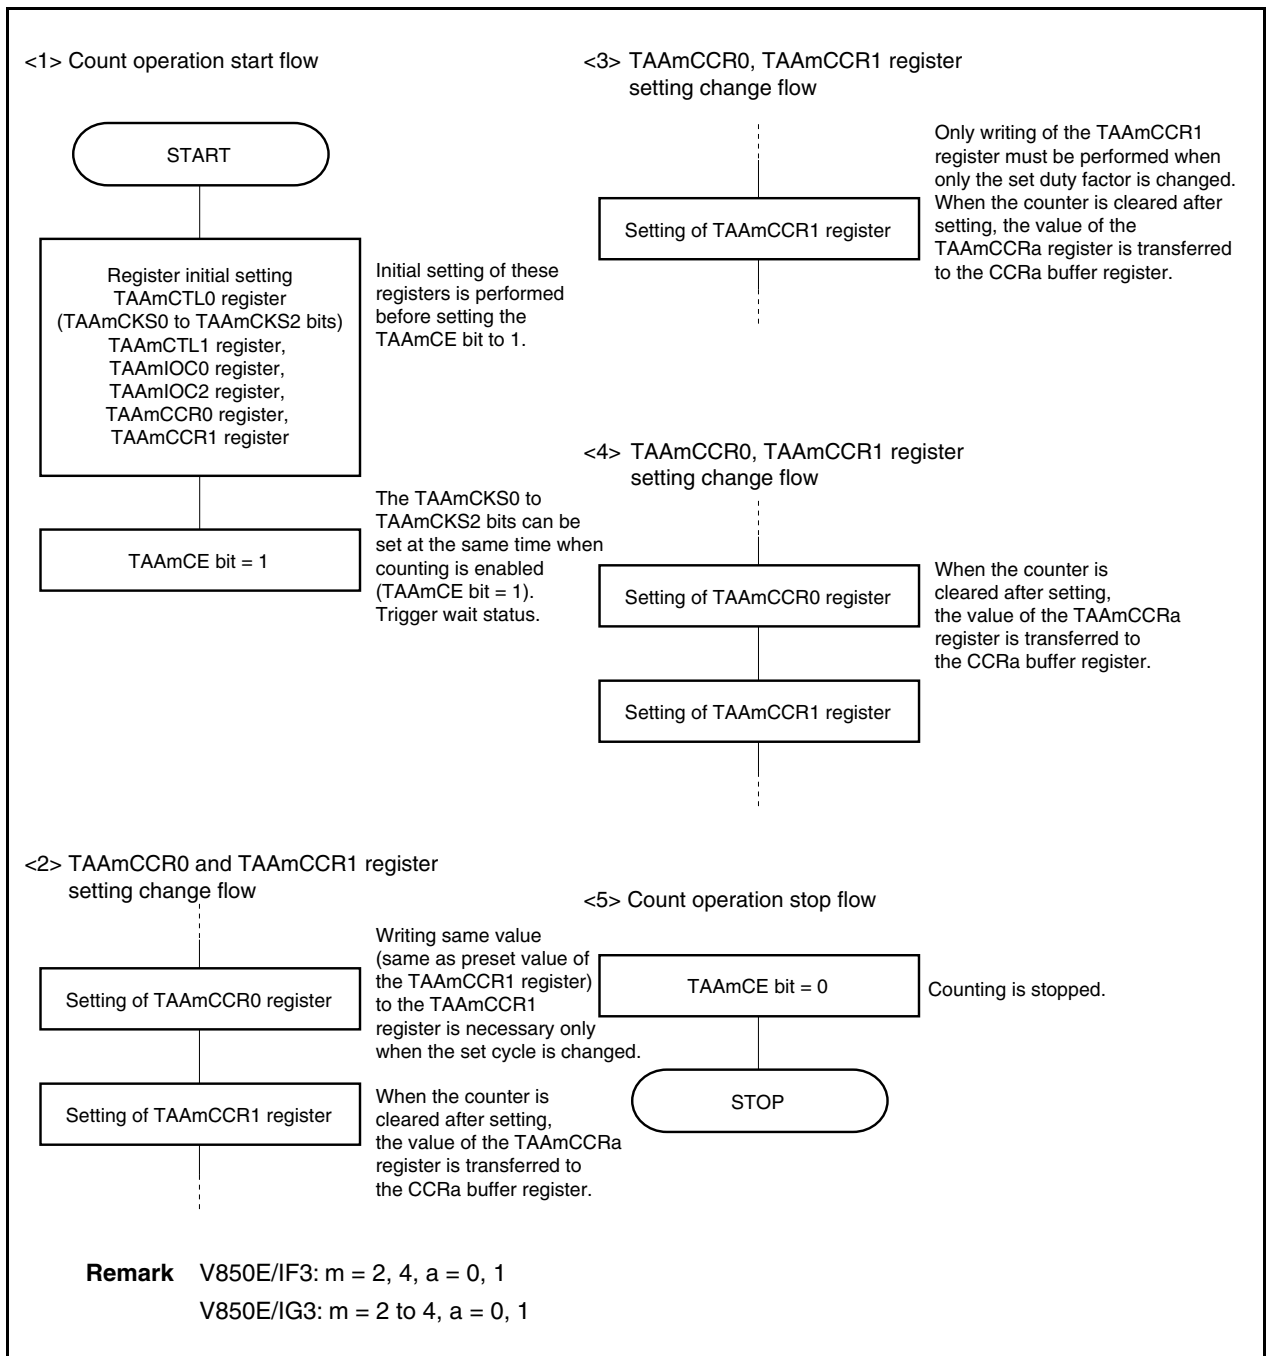 <1> Count operation start flow
START
Register initial setting
TAAmCTL0 register
(TAAmCKS0 to TAAmCKS2 bits)
TAAmCTL1 register,
TAAmIOC0 register,
TAAmIOC2 register,
TAAmCCR0 register,
TAAmCCR1 register
Initial setting of these
registers is performed
before setting the
TAAmCE bit to 1.
TAAmCE bit = 1
The TAAmCKS0 to
TAAmCKS2 bits can be
set at the same time when
counting is enabled
(TAAmCE bit = 1).
Trigger wait status.
<2> TAAmCCR0 and TAAmCCR1 register
setting change flow
Setting of TAAmCCR0 register
Writing same value
(same as preset value of
the TAAmCCR1 register)
to the TAAmCCR1
register is necessary only
when the set cycle is changed.
Setting of TAAmCCR1 register
When the counter is
cleared after setting,
the value of the TAAmCCRa
register is transferred to
the CCRa buffer register.
<3> TAAmCCR0, TAAmCCR1 register
setting change flow
Setting of TAAmCCR1 register
Only writing of the TAAmCCR1
register must be performed when
only the set duty factor is changed.
When the counter is cleared after
setting, the value of the
TAAmCCRa register is transferred
to the CCRa buffer register.
<4> TAAmCCR0, TAAmCCR1 register
setting change flow
Setting of TAAmCCR0 register
When the counter is
cleared after setting,
the value of the TAAmCCRa
register is transferred to
the CCRa buffer register.
Setting of TAAmCCR1 register
<5> Count operation stop flow
TAAmCE bit = 0
Counting is stopped.
STOP
Remark V850E/IF3: m = 2, 4, a = 0, 1
V850E/IG3: m = 2 to 4, a = 0, 1